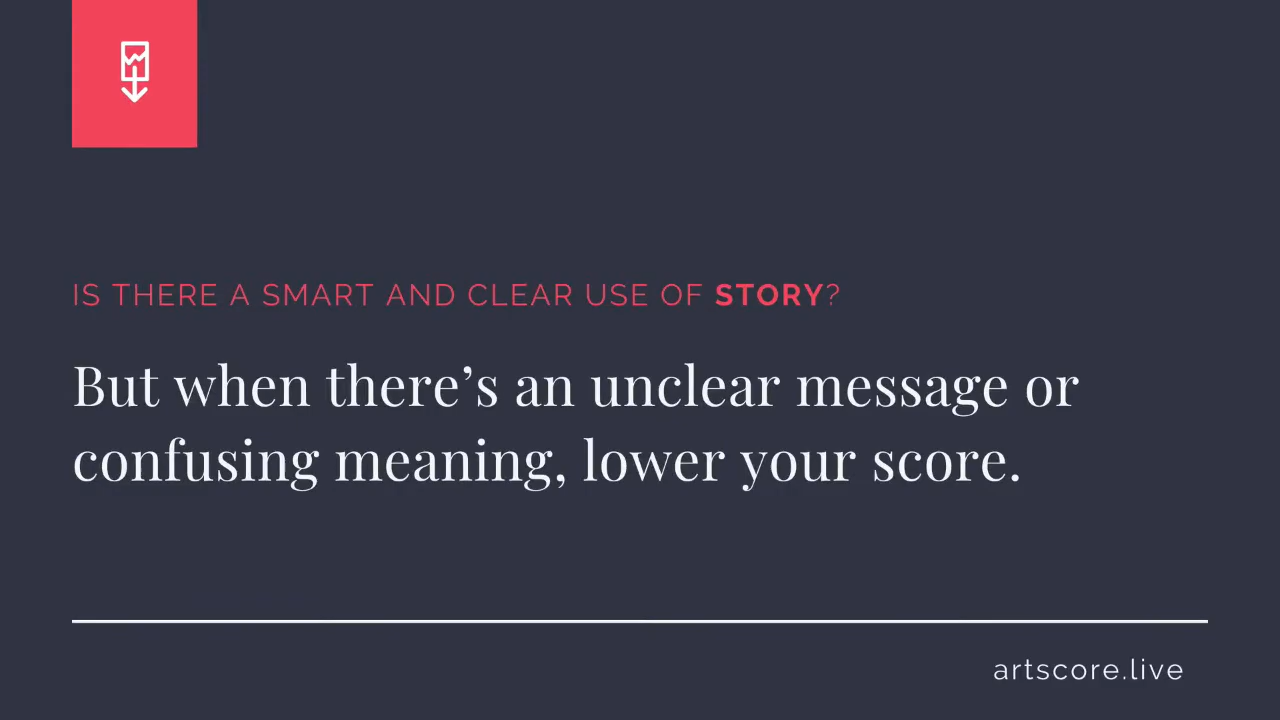 IS THERE A SMART AND CLEAR USE OF STORY?
But when there’s an unclear message or
confusing meaning, lower your score.
artscore.live